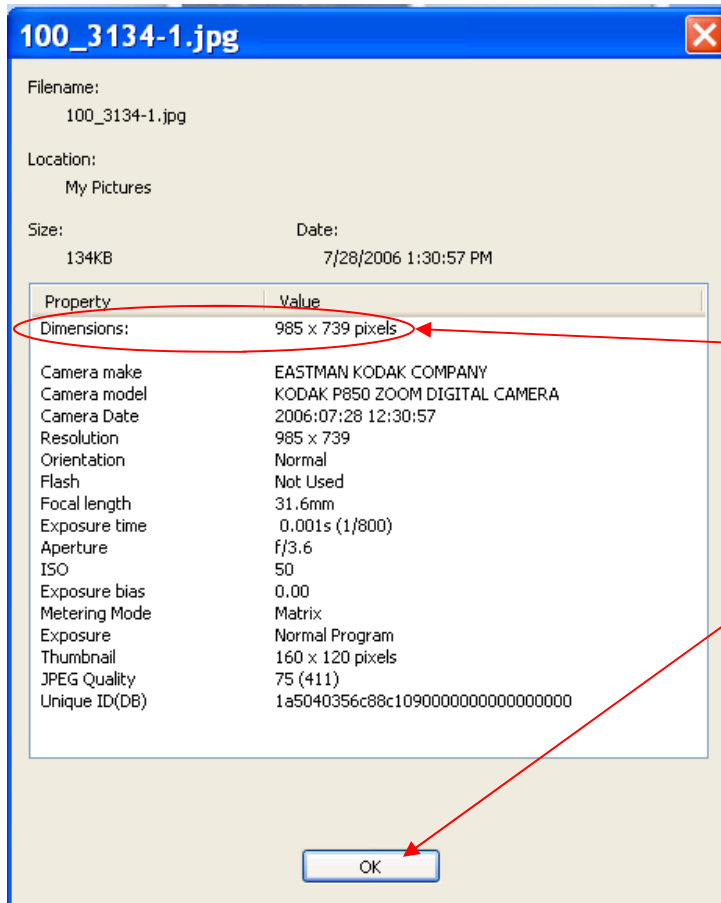 100_3134-1.jpg
Filename:
100_3134-1.jpg
Location:
My Pictures
Size: Date:
134KB 7/28/2006 1:30:57 PM
Property Value
Dimensions: 985 x 739 pixels
Camera make EASTMAN KODAK COMPANY
Camera model KODAK P850 ZOOM DIGITAL CAMERA
Camera Date 2006:07:28 12:30:57
Resolution 985 x 739
Orientation Normal
Flash Not Used
Focal length 31.6mm
Exposure time 0.001s (1/800)
Aperture f/3.6
ISO 50
Exposure bias 0.00
Metering Mode Matrix
Exposure Normal Program
Thumbnail 160 x 120 pixels
JPEG Quality 75 (411)
Unique ID(DB) 1a5040356c88c1090000000000000000
OK